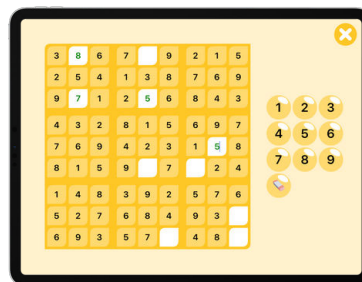 3 8 6 7 9 2 1 5
2 5 4 1 3 8 7 6 9
9 7 1 2 5 6 8 4 3
4 3 2 8 1 5 6 9 7
7 6 9 4 2 3 1 5 8
8 1 5 9 7 2 4
1 4 8 3 9 2 5 7 6
5 2 7 6 8 4 9 3
6 9 3 5 7 4 8
1 2 3
4 5 6
7 8 9